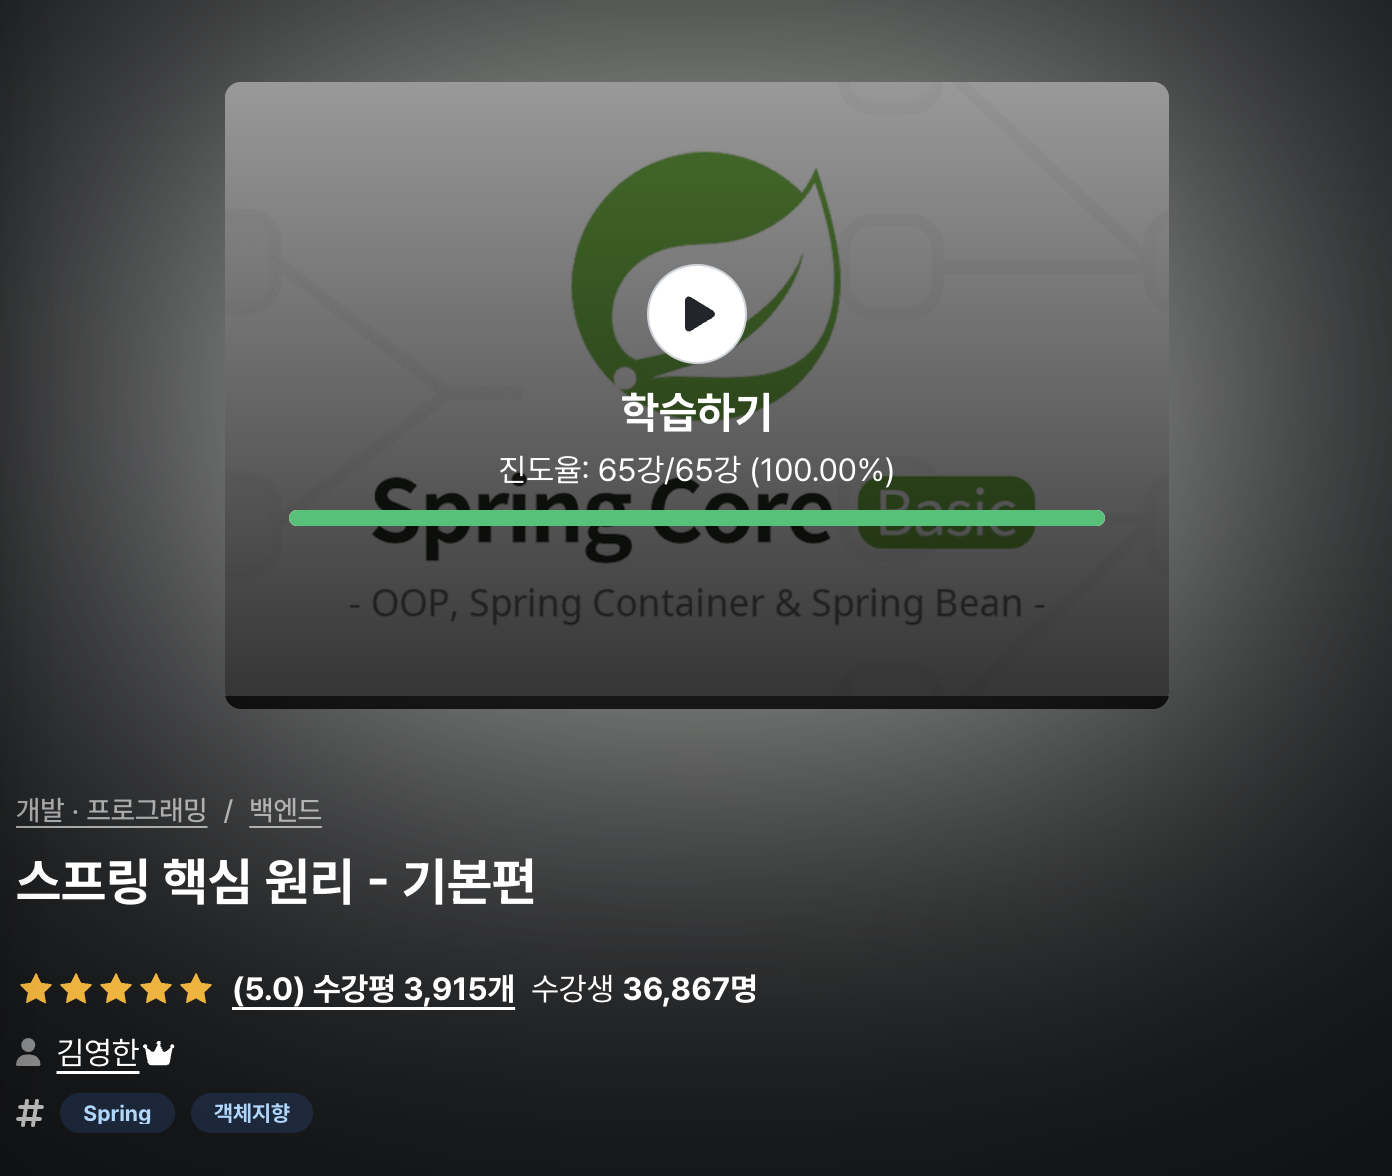 학습하기
진도율: 65강/65강 (100.00%)
Spring Core Basic
- OOP, Spring Container & Spring Bean -
개발 · 프로그래밍 / 백엔드
스프링 핵심 원리 - 기본편
(5.0) 수강평 3,915개 수강생 36,867명
김영한
# Spring 객체지향